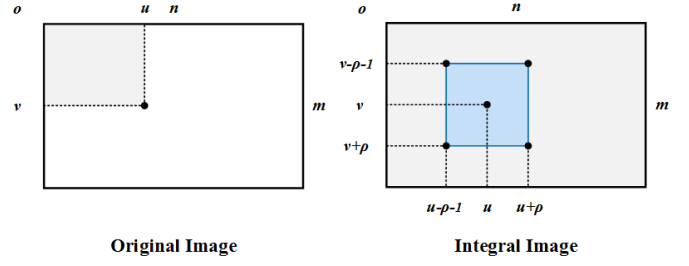 o u n
v m
Original Image
o n
v-ρ-1
v m
v+ρ
u-ρ-1 u u+ρ
Integral Image